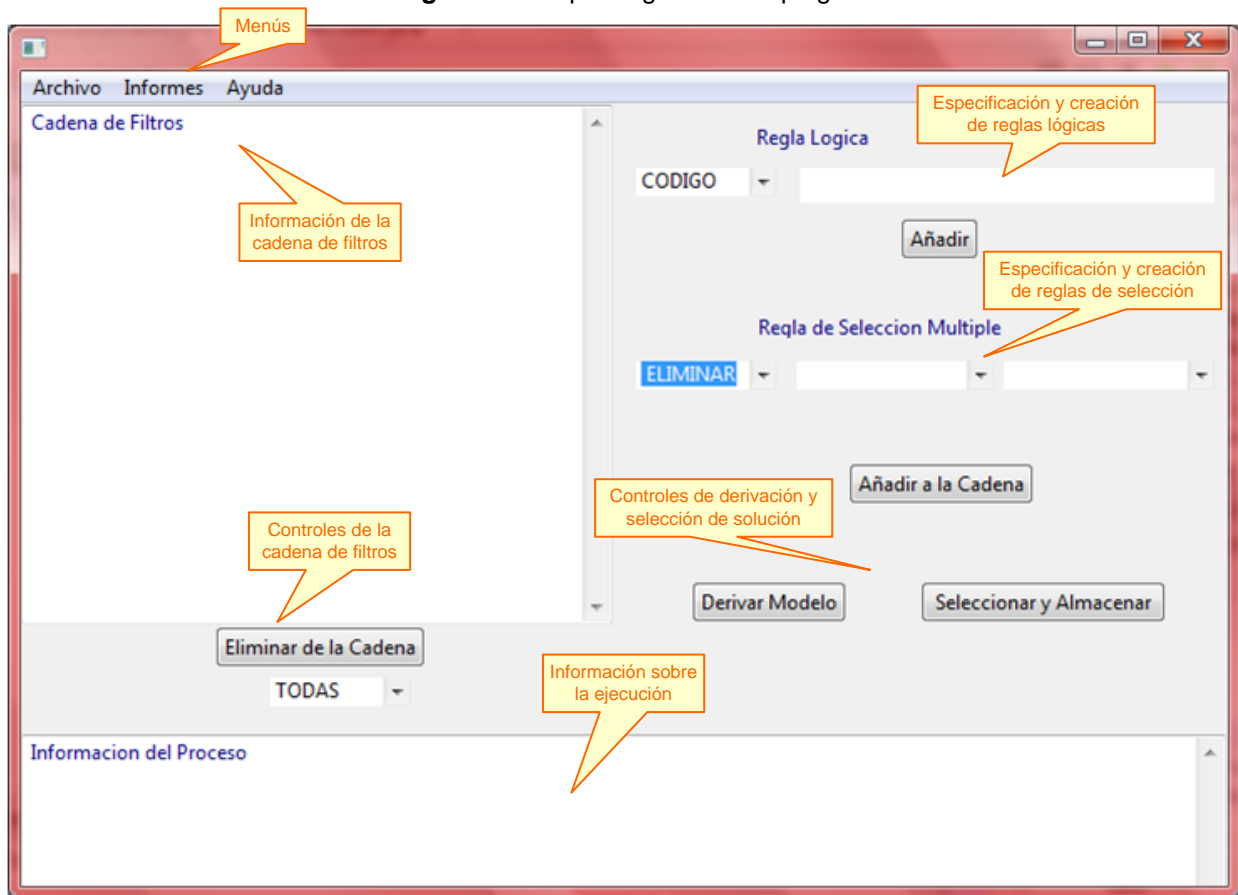 Menús
Archivo Informes Ayuda
Cadena de Filtros
Especificación y creación
de reglas lógicas
Regla Logica
CODIGO
Información de la
cadena de filtros
Añadir
Especificación y creación
de reglas de selección
Regla de Seleccion Multiple
ELIMINAR
Controles de derivación y
selección de solución
Añadir a la Cadena
Controles de la
cadena de filtros
Derivar Modelo
Seleccionar y Almacenar
Eliminar de la Cadena
TODAS
Información sobre
la ejecución
Informacion del Proceso